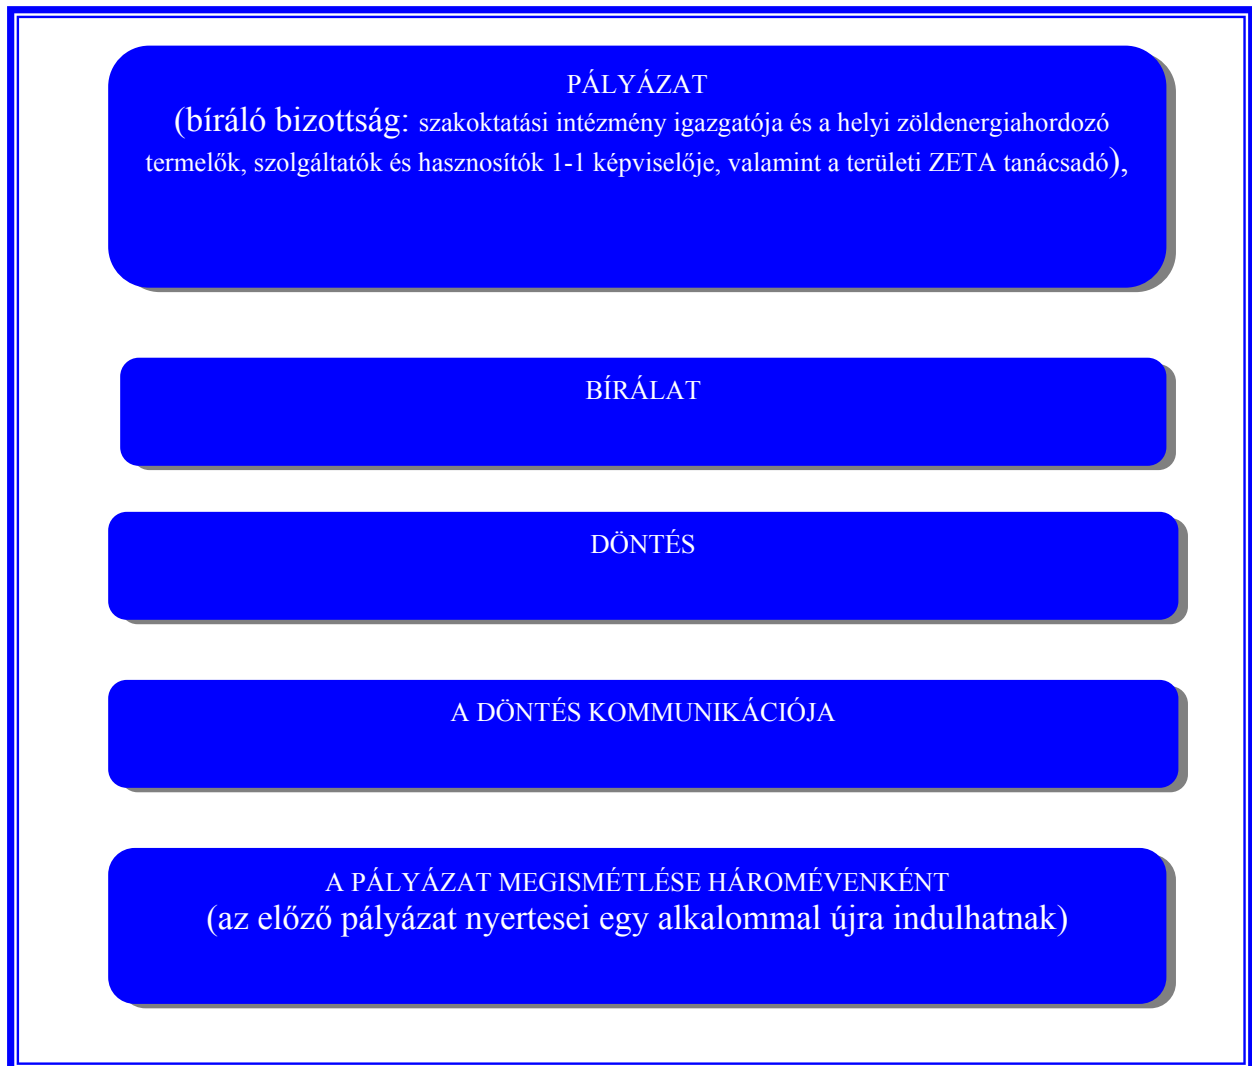 PÁLYÁZAT
(bíráló bizottság: szakoktatási intézmény igazgatója és a helyi zöldenergiahordozó
termelők, szolgáltatók és hasznosítók 1-1 képviselője, valamint a területi ZETA tanácsadó),
BÍRÁLAT
DÖNTÉS
A DÖNTÉS KOMMUNIKÁCIÓJA
A PÁLYÁZAT MEGISMÉTLÉSE HÁROMÉVENKÉNT
(az előző pályázat nyertesei egy alkalommal újra indulhatnak)